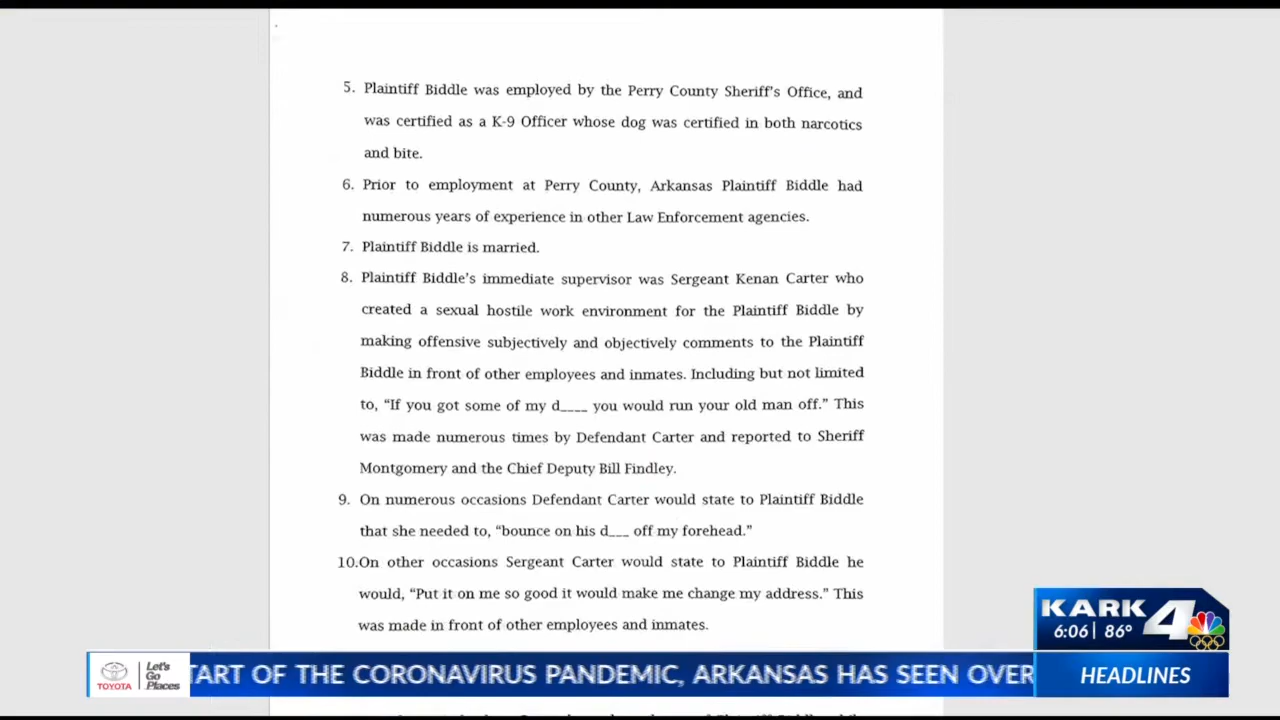 5. Plaintiff Biddle was employed by the Perry County Sheriff's Office, and
was certified as a K-9 Officer whose dog was certified in both narcotics
and bite.
6. Prior to employment at Perry County, Arkansas Plaintiff Biddle had
numerous years of experience in other Law Enforcement agencies.
7. Plaintiff Biddle is married.
8. Plaintiff Biddle's immediate supervisor was Sergeant Kenan Carter who
created a sexual hostile work environment for the Plaintiff Biddle by
making offensive subjectively and objectively comments to the Plaintiff
Biddle in front of other employees and inmates. Including but not limited
to, “If you got some of my d____ you would run your old man off.” This
was made numerous times by Defendant Carter and reported to Sheriff
Montgomery and the Chief Deputy Bill Findley.
9. On numerous occasions Defendant Carter would state to Plaintiff Biddle
that she needed to, “bounce on his d___ off my forehead.”
10.On other occasions Sergeant Carter would state to Plaintiff Biddle he
would, “Put it on me so good it would make me change my address.” This
was made in front of other employees and inmates.
KARK 4
6:06 86°
TOYOTA
Let's
Go
Places
TART OF THE CORONAVIRUS PANDEMIC, ARKANSAS HAS SEEN OVER
HEADLINES